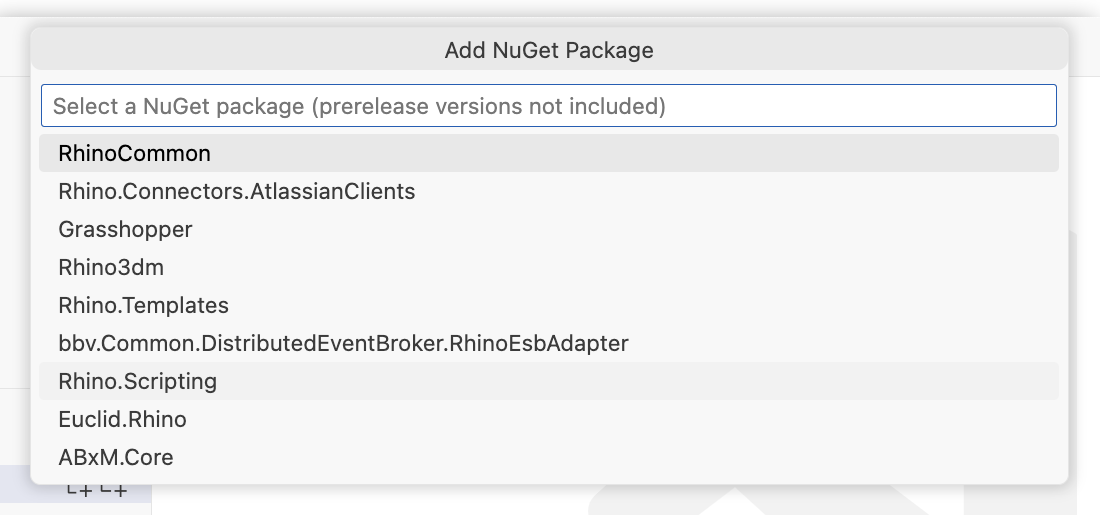 Add NuGet Package
Select a NuGet package (prerelease versions not included)
RhinoCommon
Rhino.Connectors.AtlassianClients
Grasshopper
Rhino3dm
Rhino.Templates
bbv.Common.DistributedEventBroker.RhinoEsbAdapter
Rhino.Scripting
Euclid.Rhino
ABxM.Core